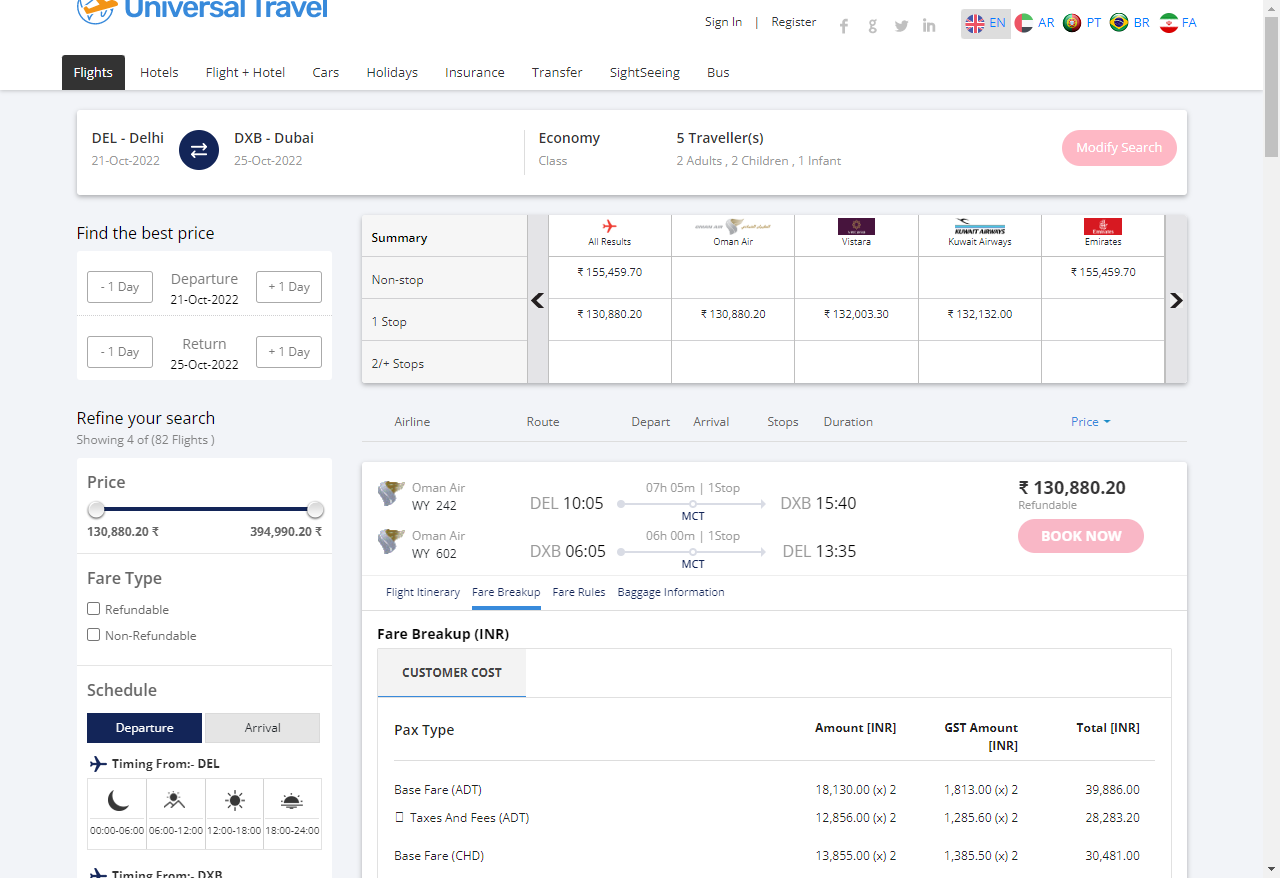 Universal Travel
Sign In | Register
EN AR PT BR FA
Flights Hotels Flight + Hotel Cars Holidays Insurance Transfer SightSeeing Bus
DEL - Delhi DXB - Dubai Economy 5 Traveller(s)
21-Oct-2022 25-Oct-2022 Class 2 Adults , 2 Children , 1 Infant
Modify Search
Find the best price
- 1 Day Departure + 1 Day
21-Oct-2022
- 1 Day Return + 1 Day
25-Oct-2022
Summary All Results Oman Air Vistara Kuwait Airways Emirates
Non-stop ₹ 155,459.70 ₹ 155,459.70
1 Stop ₹ 130,880.20 ₹ 130,880.20 ₹ 132,003.30 ₹ 132,132.00
2/+ Stops
Refine your search
Showing 4 of (82 Flights )
Price
130,880.20 ₹ 394,990.20 ₹
Fare Type
Refundable
Non-Refundable
Schedule
Departure Arrival
Timing From:- DEL
00:00-06:00 06:00-12:00 12:00-18:00 18:00-24:00
Timing From:- DXB
Airline Route Depart Arrival Stops Duration Price
Oman Air
WY 242
DEL 10:05 07h 05m | 1Stop DXB 15:40
MCT
Oman Air
WY 602
DXB 06:05 06h 00m | 1Stop DEL 13:35
MCT
₹ 130,880.20
Refundable
BOOK NOW
Flight Itinerary Fare Breakup Fare Rules Baggage Information
Fare Breakup (INR)
CUSTOMER COST
Pax Type Amount [INR] GST Amount [INR] Total [INR]
Base Fare (ADT) 18,130.00 (x) 2 1,813.00 (x) 2 39,886.00
Taxes And Fees (ADT) 12,856.00 (x) 2 1,285.60 (x) 2 28,283.20
Base Fare (CHD) 13,855.00 (x) 2 1,385.50 (x) 2 30,481.00